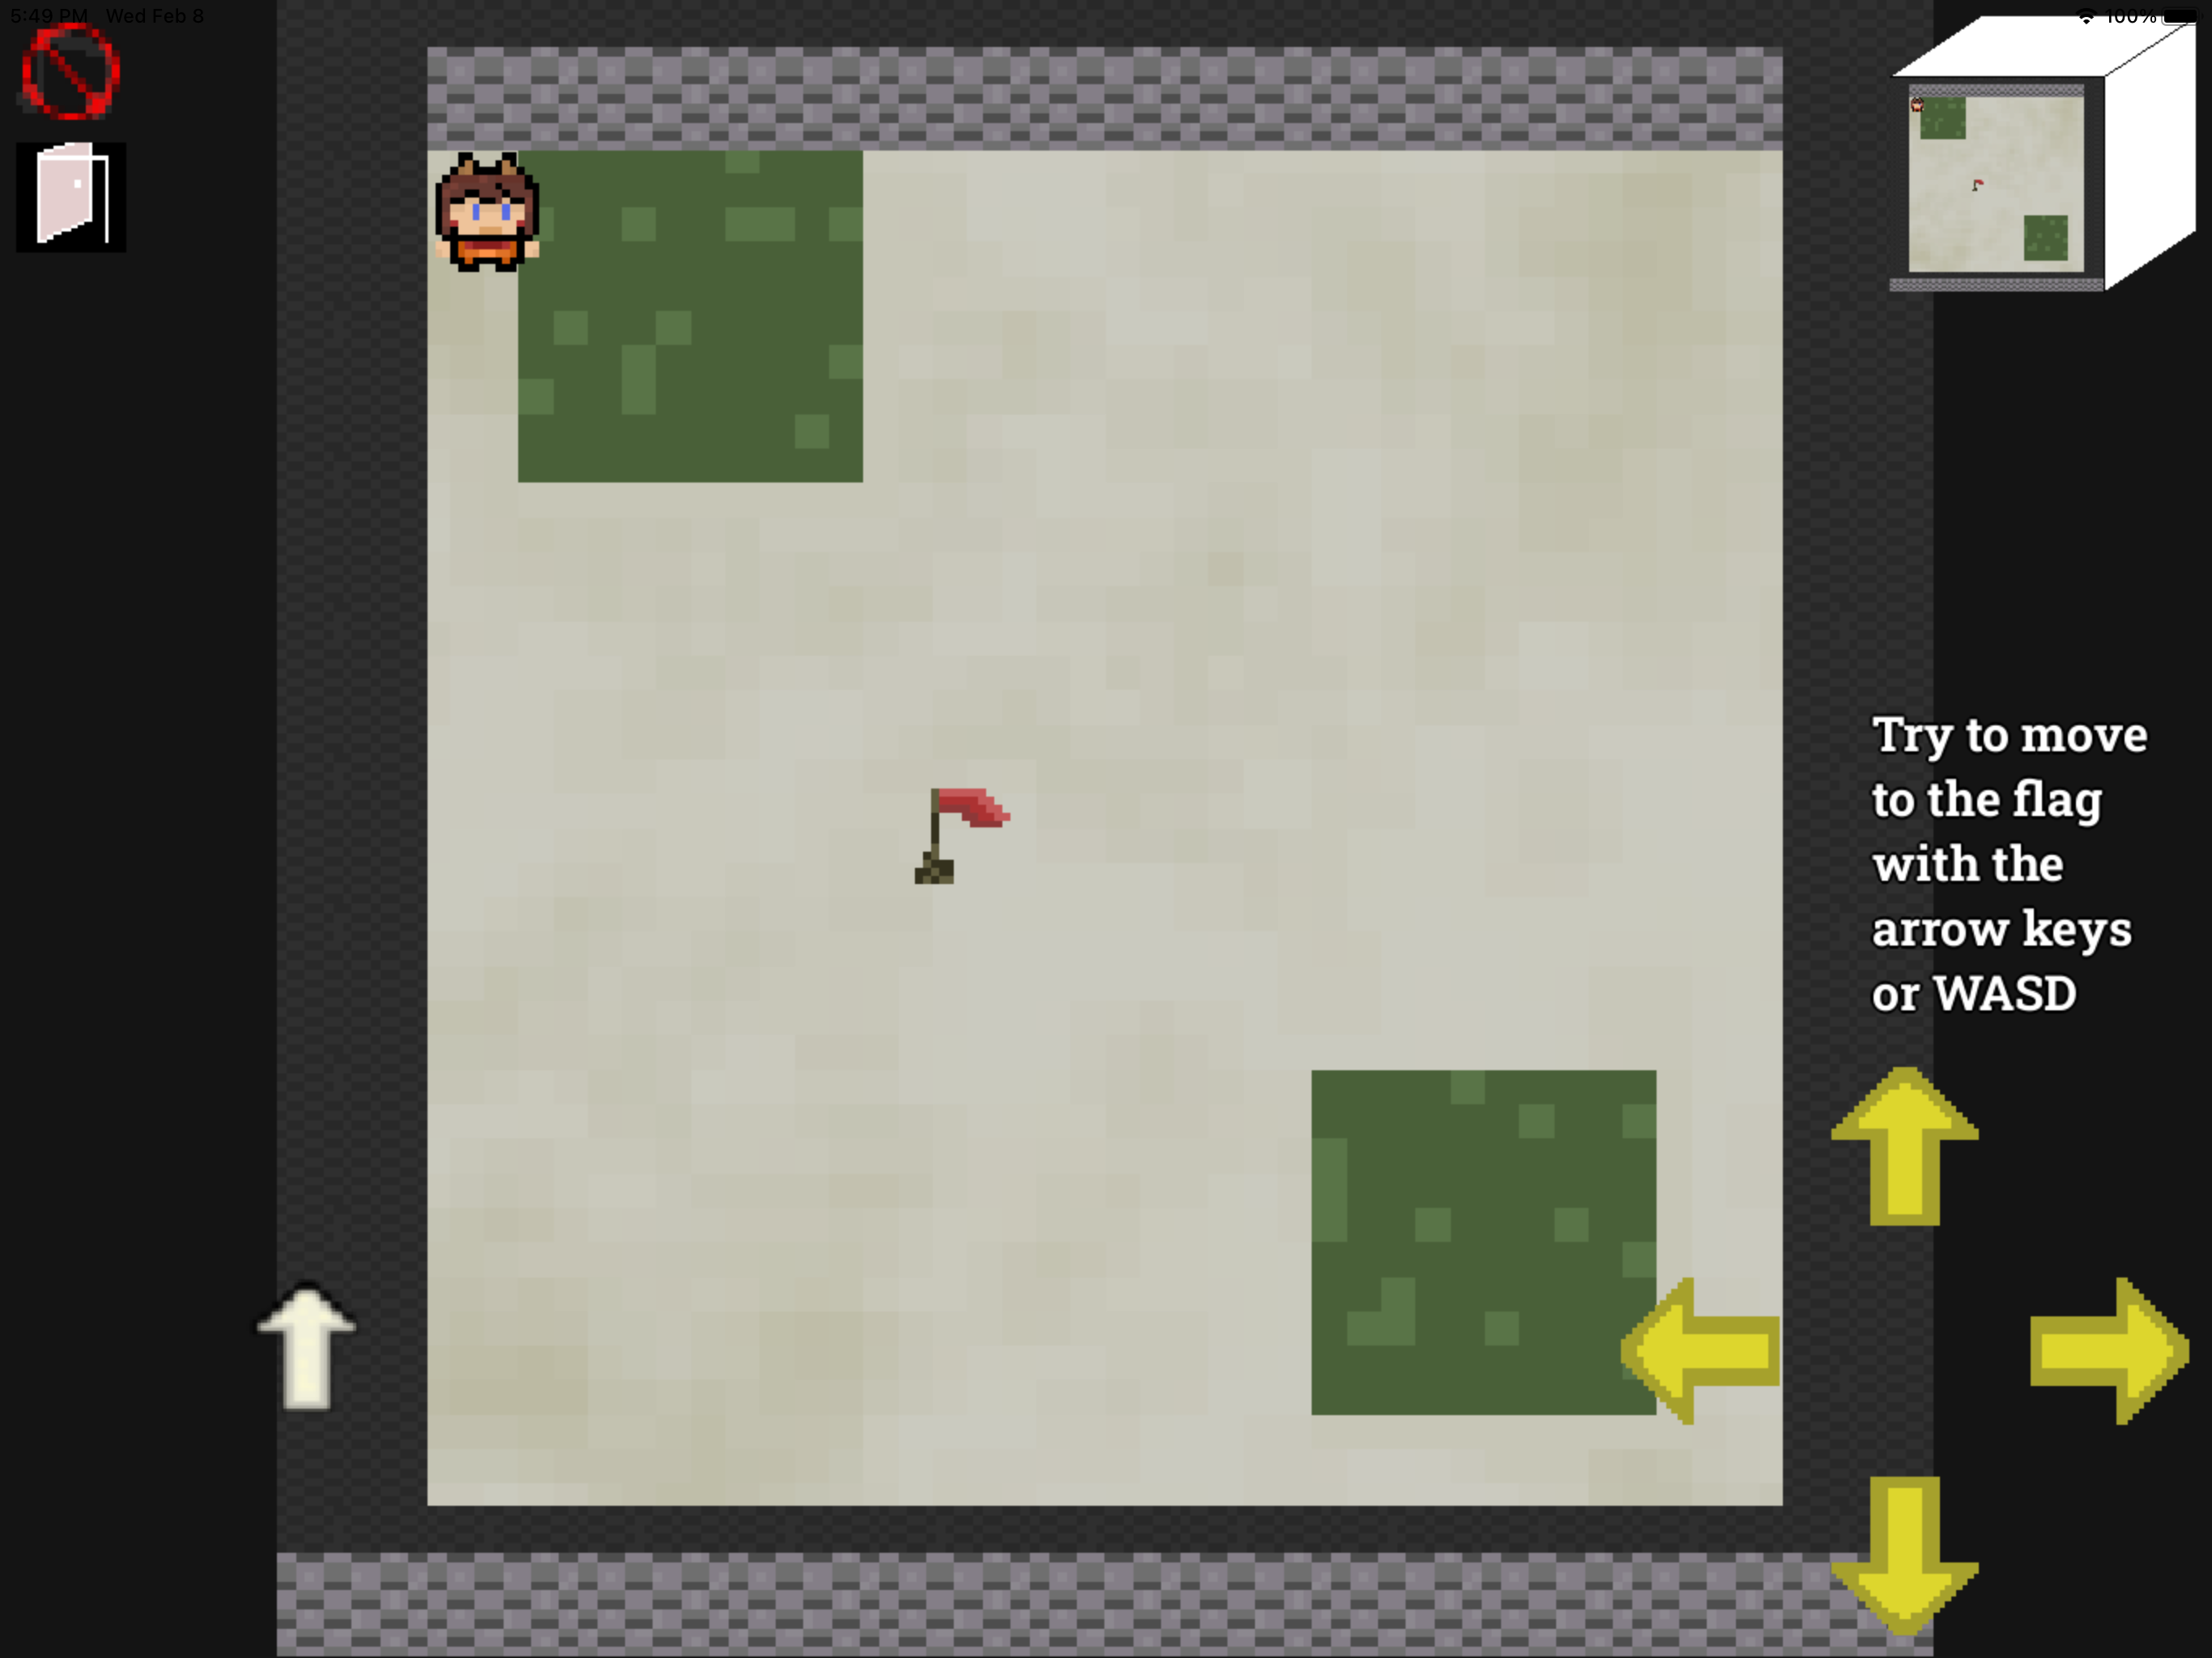 5:49 PM Wed Feb 8
100%
Try to move
to the flag
with the
arrow keys
or WASD